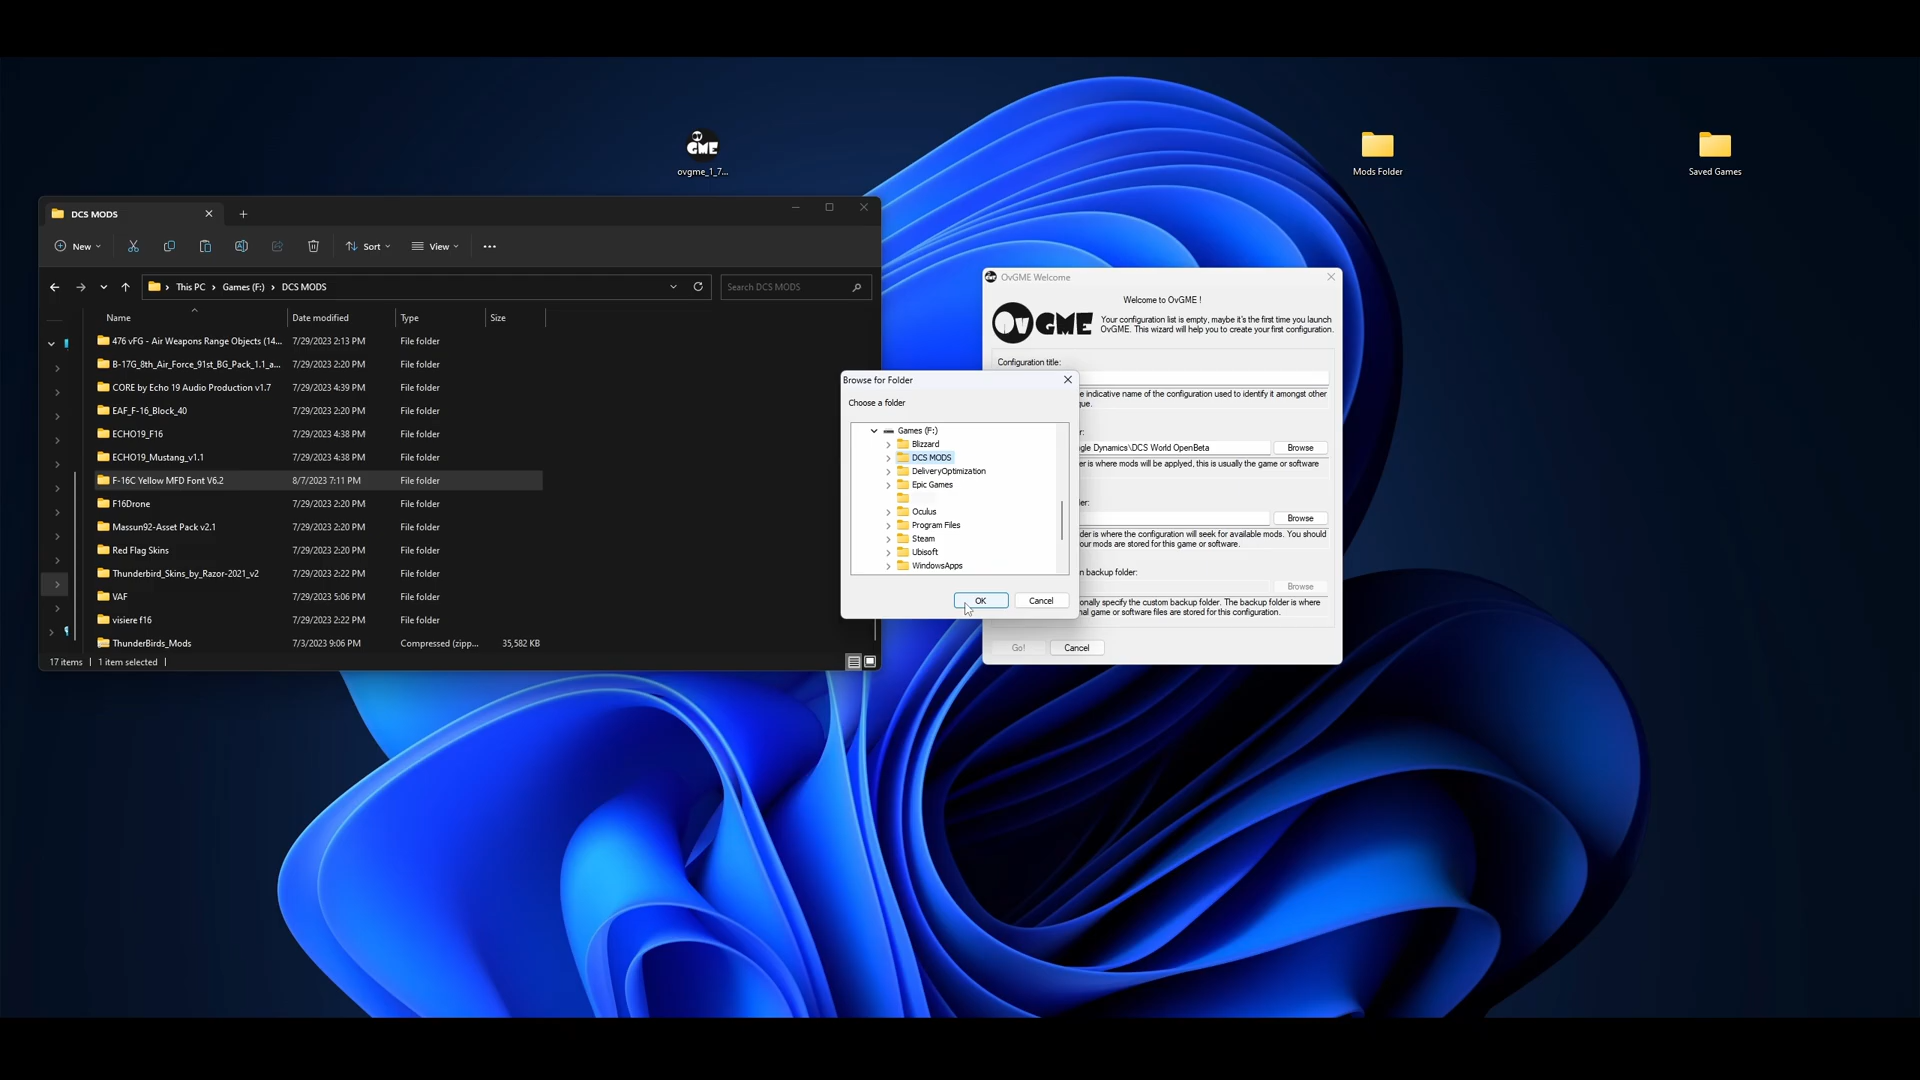 OV
GME
ovgme_1_7...
Mods Folder
Saved Games
DCS MODS
New
Sort
View
This PC
Games (F:)
DCS MODS
Search DCS MODS
Name
Date modified
Type
Size
476 vFG - Air Weapons Range Objects (14...
7/29/2023 2:13 PM
File folder
B-17G_8th_Air_Force_91st_BG_Pack_1.1_a...
7/29/2023 2:20 PM
File folder
CORE by Echo 19 Audio Production v1.7
7/29/2023 4:39 PM
File folder
EAF_F-16_Block_40
7/29/2023 2:20 PM
File folder
ECHO19_F16
7/29/2023 4:38 PM
File folder
ECHO19_Mustang_v1.1
7/29/2023 4:38 PM
File folder
F-16C Yellow MFD Font V6.2
8/7/2023 7:11 PM
File folder
F16Drone
7/29/2023 2:20 PM
File folder
Massun92-Asset Pack v2.1
7/29/2023 2:20 PM
File folder
Red Flag Skins
7/29/2023 2:20 PM
File folder
Thunderbird_Skins_by_Razor-2021_v2
7/29/2023 2:22 PM
File folder
VAF
7/29/2023 5:06 PM
File folder
visiere f16
7/29/2023 2:22 PM
File folder
ThunderBirds_Mods
7/3/2023 9:06 PM
Compressed (zipp...
35,582 KB
17 items
1 item selected
OvGME Welcome
Welcome to OvGME !
OVGME
Your configuration list is empty, maybe it's the first time you launch
OvGME. This wizard will help you to create your first configuration.
Configuration title:
e indicative name of the configuration used to identify it amongst other
gue.
r:
gle Dynamics\DCS World OpenBeta
Browse
er is where mods will be applyed, this is usually the game or software
ler:
Browse
der is where the configuration will seek for available mods. You should
our mods are stored for this game or software.
n backup folder:
Browse
onally specify the custom backup folder. The backup folder is where
nal game or software files are stored for this configuration.
Go!
Cancel
Browse for Folder
Choose a folder
Games (F:)
Blizzard
DCS MODS
DeliveryOptimization
Epic Games
Oculus
Program Files
Steam
Ubisoft
WindowsApps
OK
Cancel